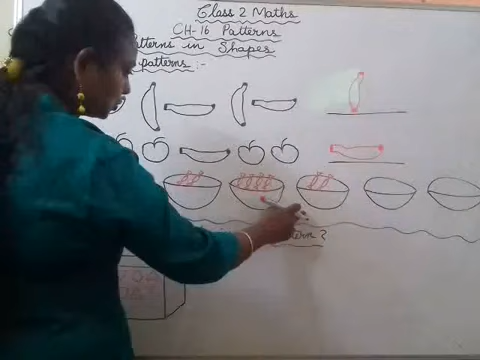 Class 2 Maths
CH-16 Patterns
Patterns in Shapes
patterns :-
?